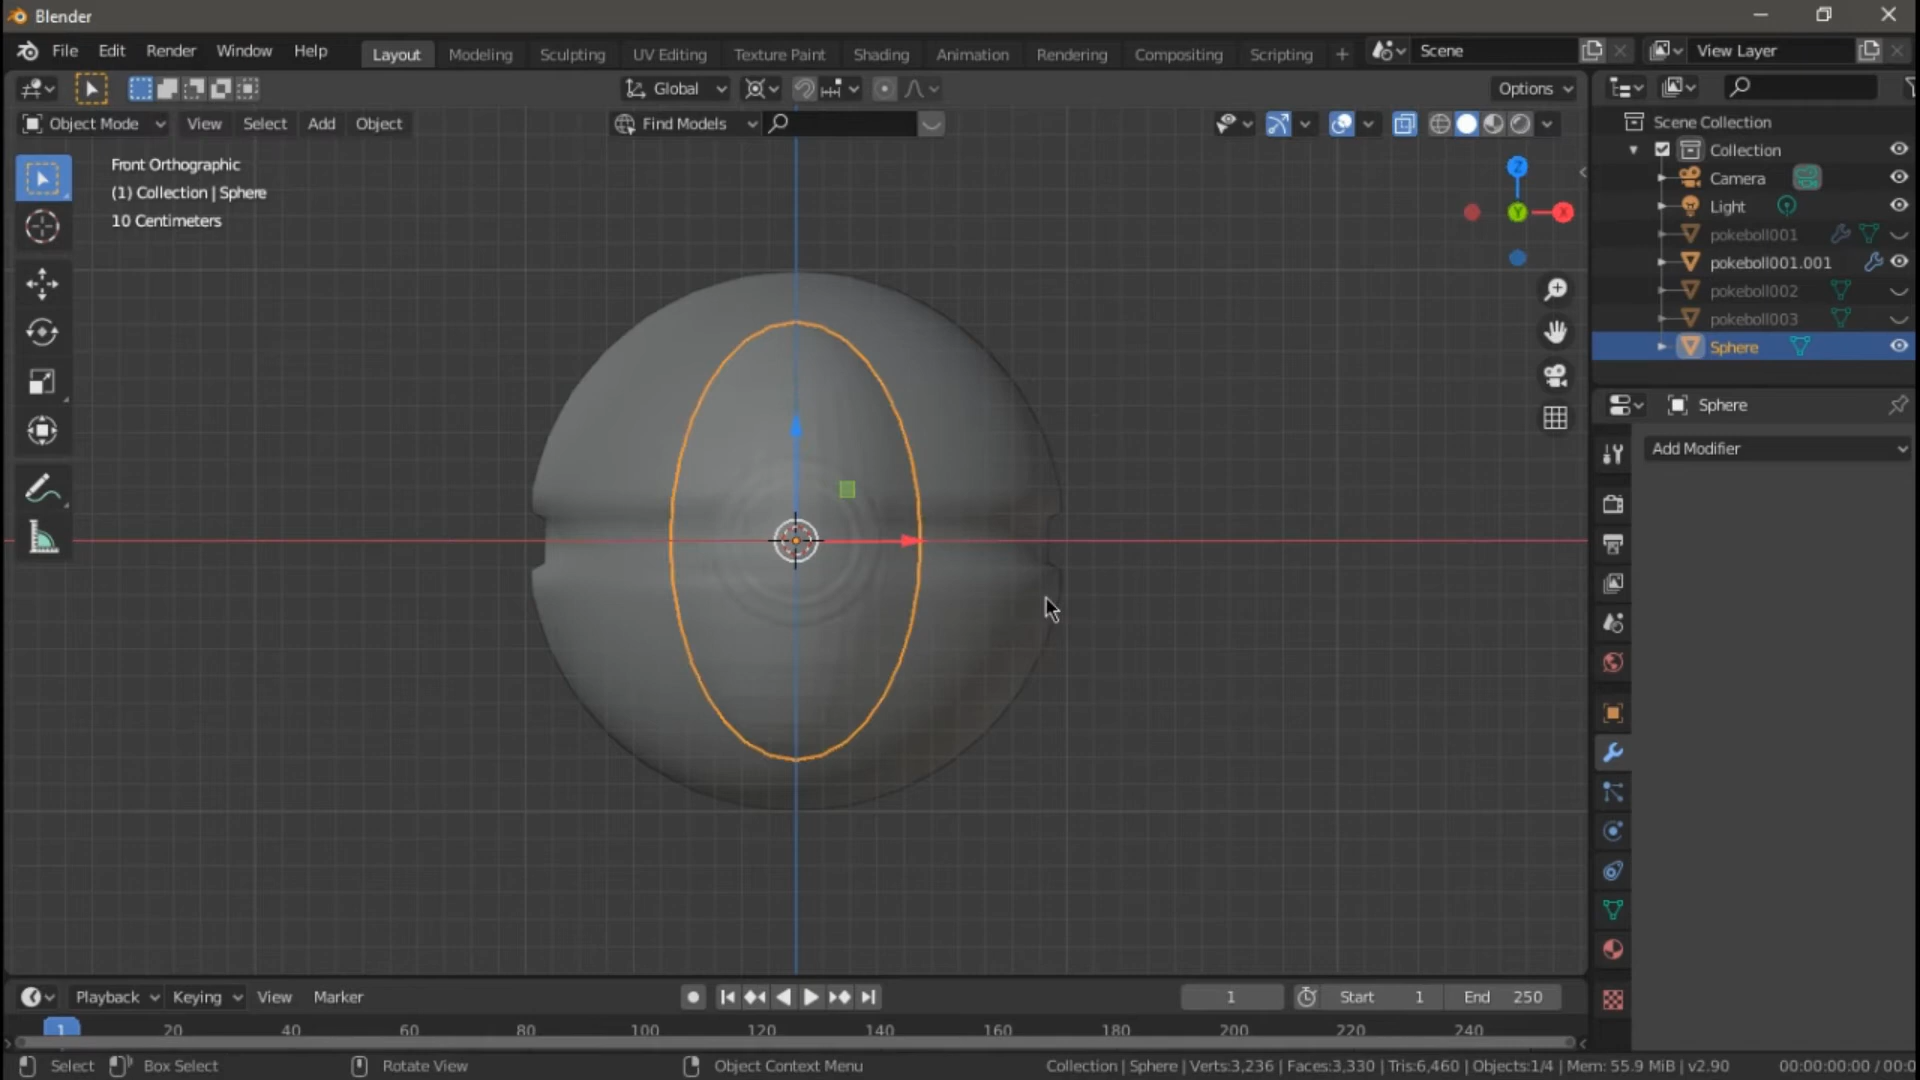 Blender
File Edit Render Window Help Layout Modeling Sculpting UV Editing Texture Paint Shading Animation Rendering Compositing Scripting + Scene View Layer
Global Options
Object Mode View Select Add Object Find Models
Front Orthographic
(1) Collection | Sphere
10 Centimeters
Z
Y
X
Scene Collection
Collection
Camera
Light
pokeboll001
pokeboll001.001
pokeboll002
pokeboll003
Sphere
Sphere
Add Modifier
Playback Keying View Marker 1 Start 1 End 250
1 20 40 60 80 100 120 140 160 180 200 220 240
Select Box Select Rotate View Object Context Menu Collection | Sphere | Verts:3,236 | Faces:3,330 | Tris:6,460 | Objects:1/4 | Mem: 55.9 MiB | v2.90 00:00:00:00 / 00:0